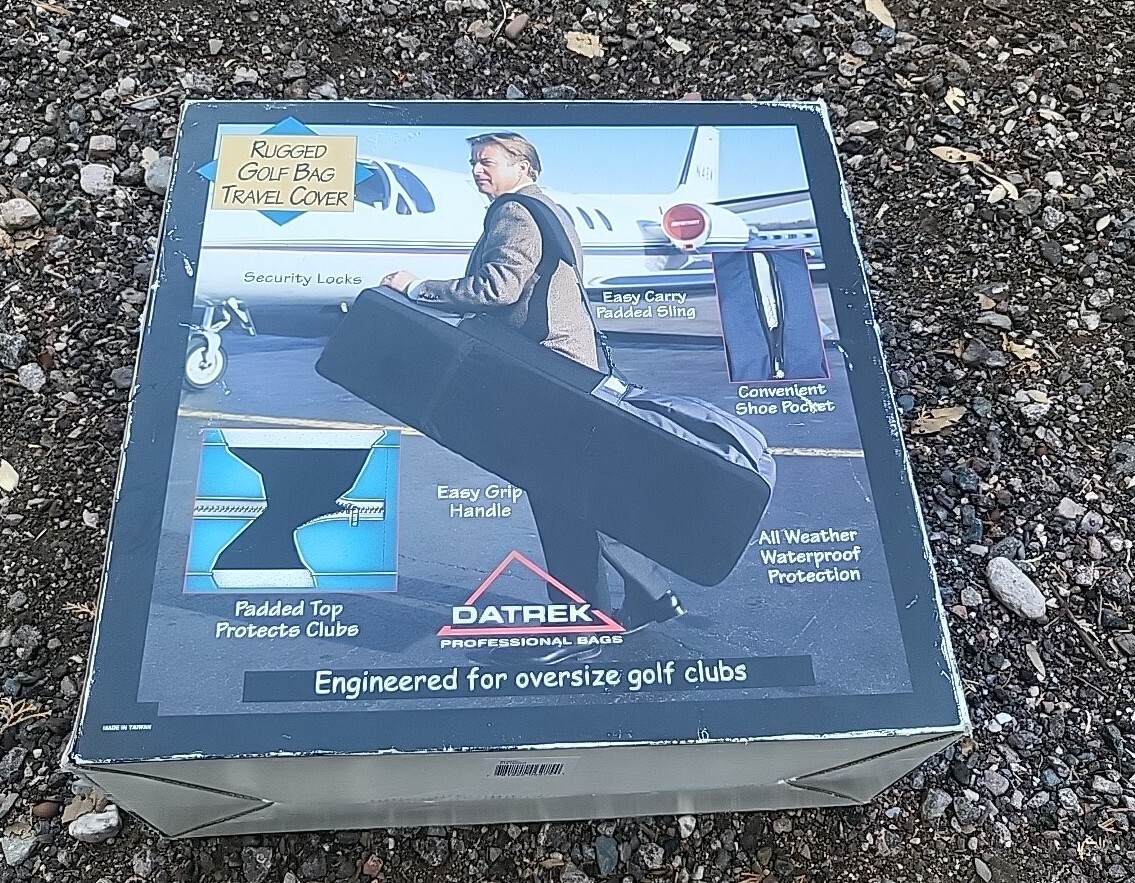 RUGGED
GOLF BAG
TRAVEL COVER
Security Locks
Easy Carry
Padded Sling
Convenient
Shoe Pocket
Easy Grip
Handle
All Weather
Waterproof
Protection
Padded Top
Protects Clubs
DATREK
PROFESSIONAL BAGS
Engineered for oversize golf clubs
MADE IN TAIWAN